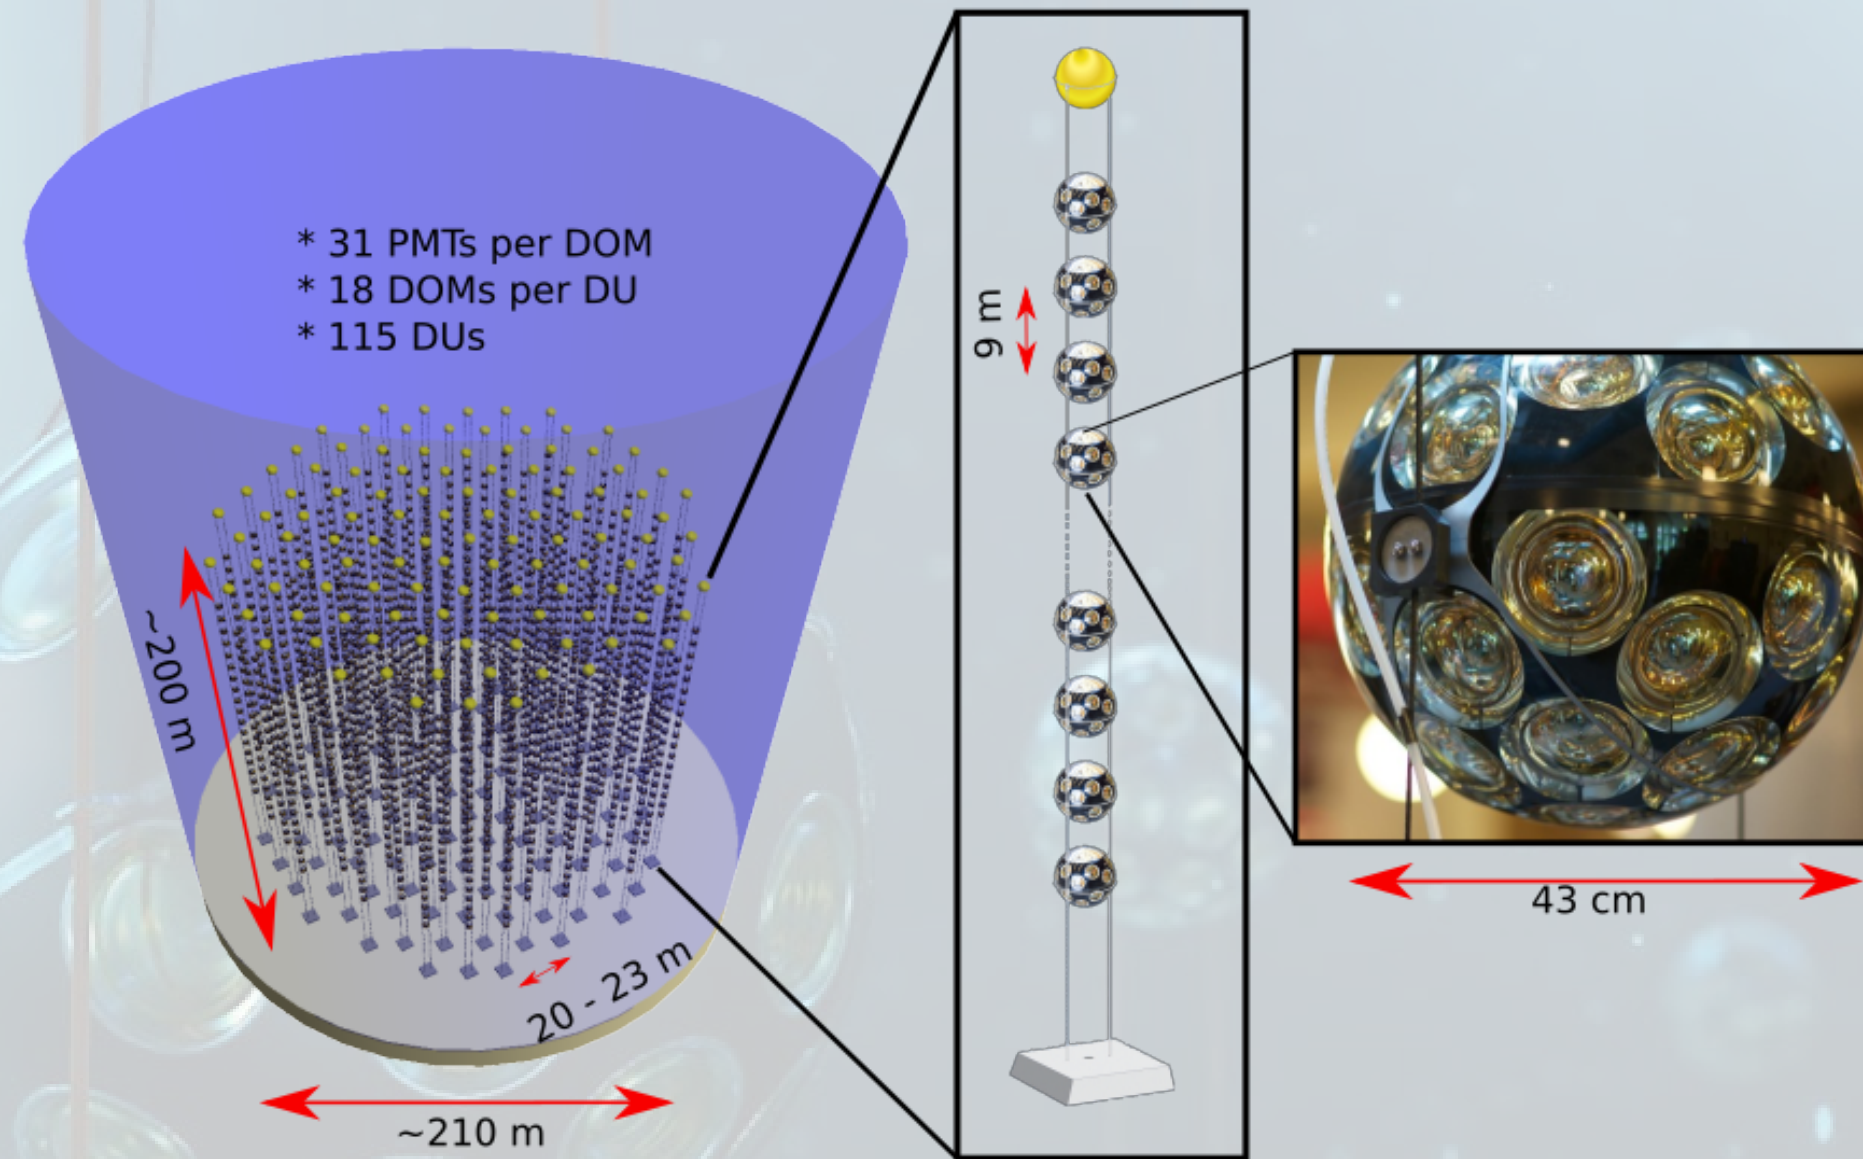 * 31 PMTs per DOM
* 18 DOMs per DU
* 115 DUs
~200 m
20 - 23 m
~210 m
9 m
43 cm